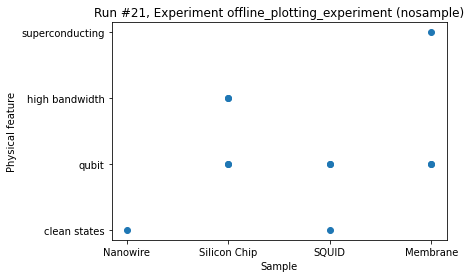 Run #21, Experiment offline_plotting_experiment (nosample)
superconducting
high bandwidth
qubit
clean states
Physical feature
Nanowire Silicon Chip SQUID Membrane
Sample